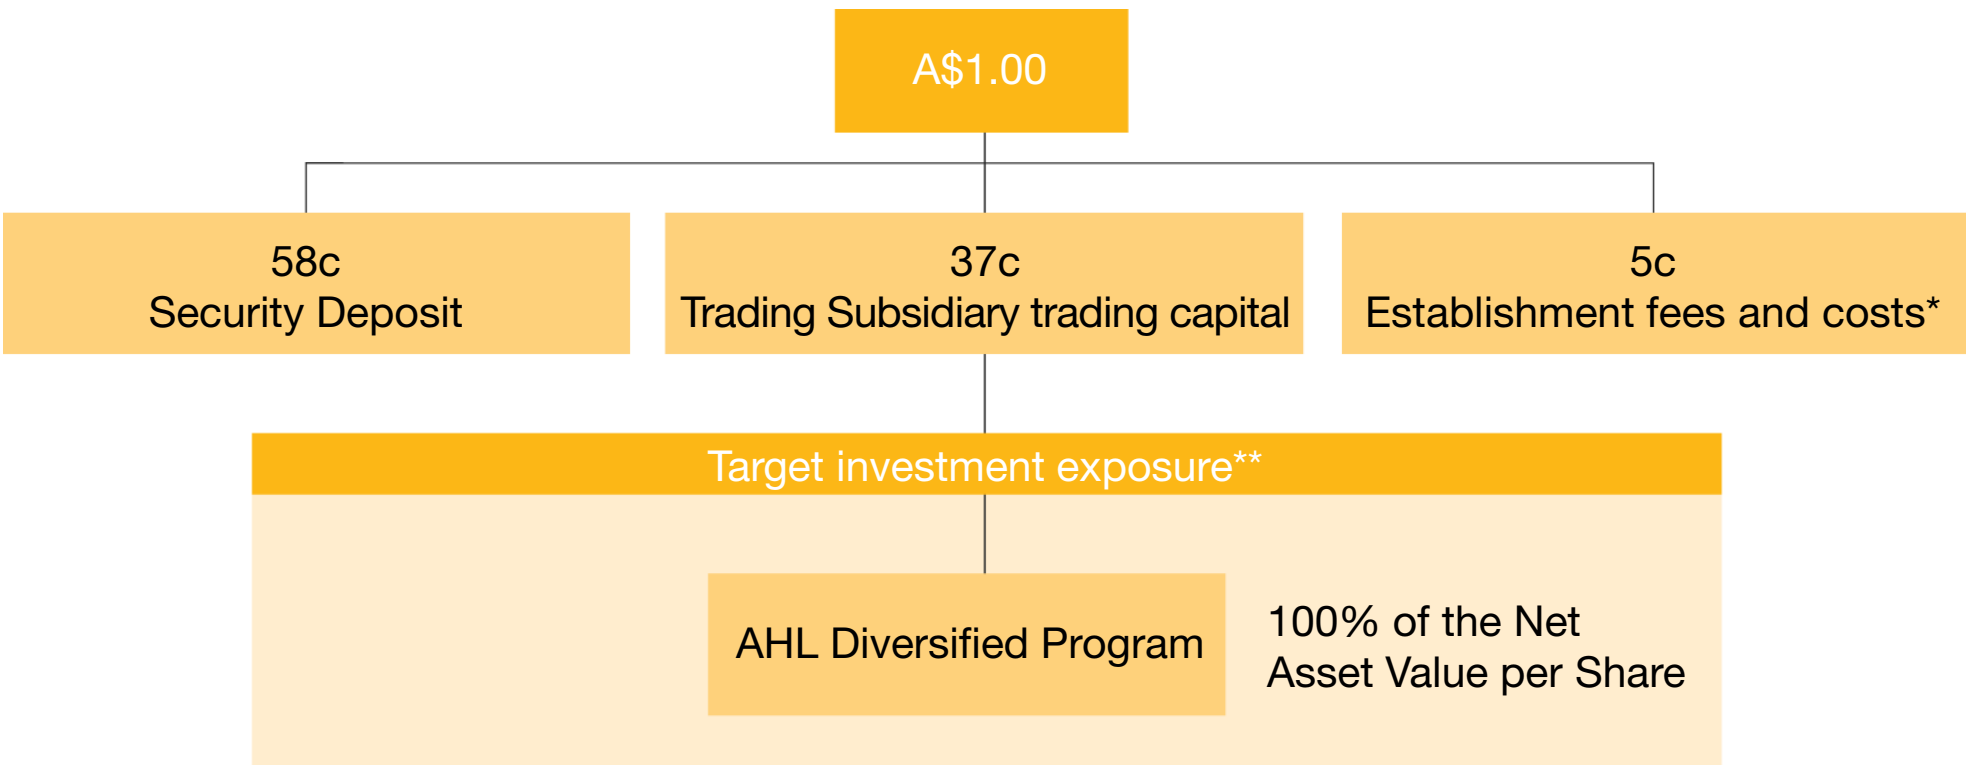 A$1.00
58c
Security Deposit
37c
Trading Subsidiary trading capital
5c
Establishment fees and costs*
Target investment exposure**
AHL Diversified Program
100% of the Net
Asset Value per Share